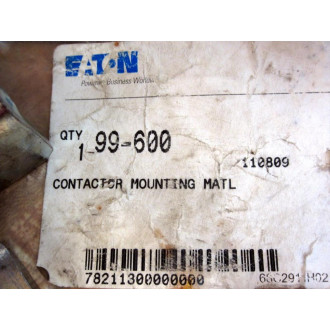 EATON
Powering Business Worldwide
QTY
1 99-600
110809
CONTACTOR MOUNTING MATL
78211300000000